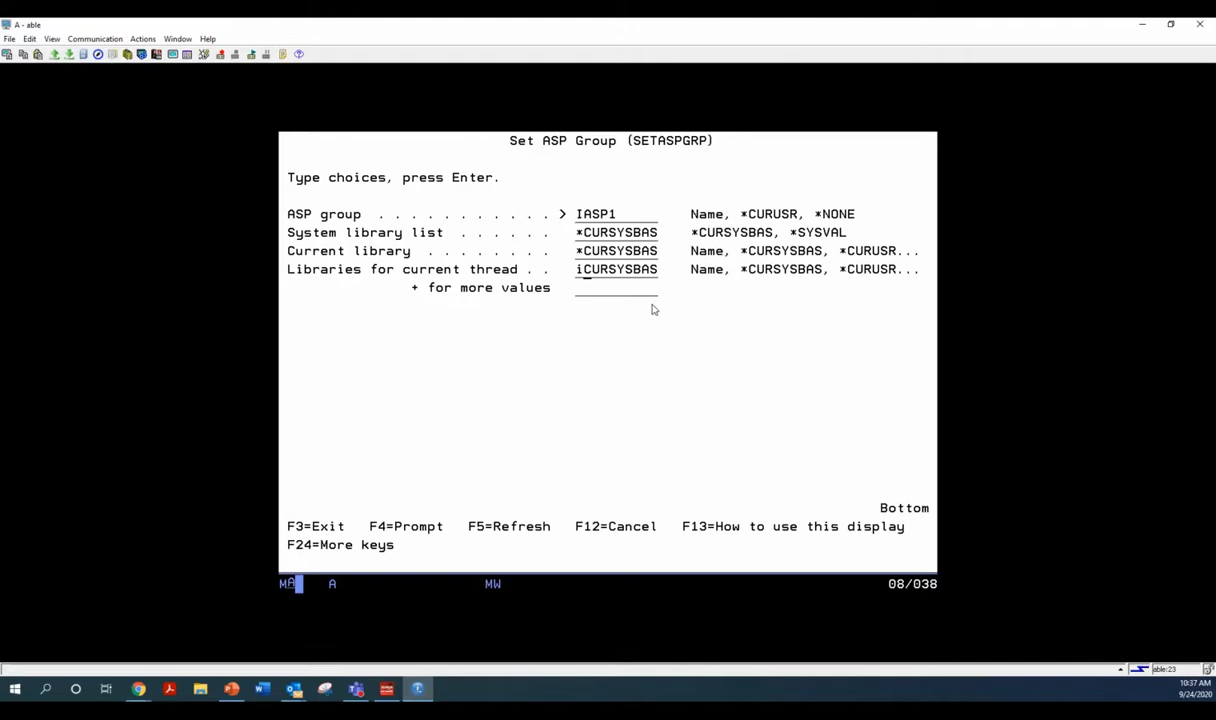 A - able
File Edit View Communication Actions Window Help
Set ASP Group (SETASPGRP)
Type choices, press Enter.
ASP group . . . . . . . . . . . > IASP1 Name, *CURUSR, *NONE
System library list . . . . . . *CURSYSBAS *CURSYSBAS, *SYSVAL
Current library . . . . . . . . *CURSYSBAS Name, *CURSYSBAS, *CURUSR...
Libraries for current thread . . iCURSYSBAS Name, *CURSYSBAS, *CURUSR...
+ for more values
Bottom
F3=Exit F4=Prompt F5=Refresh F12=Cancel F13=How to use this display
F24=More keys
MA A MW 08/038
able:23
10:37 AM
9/24/2020